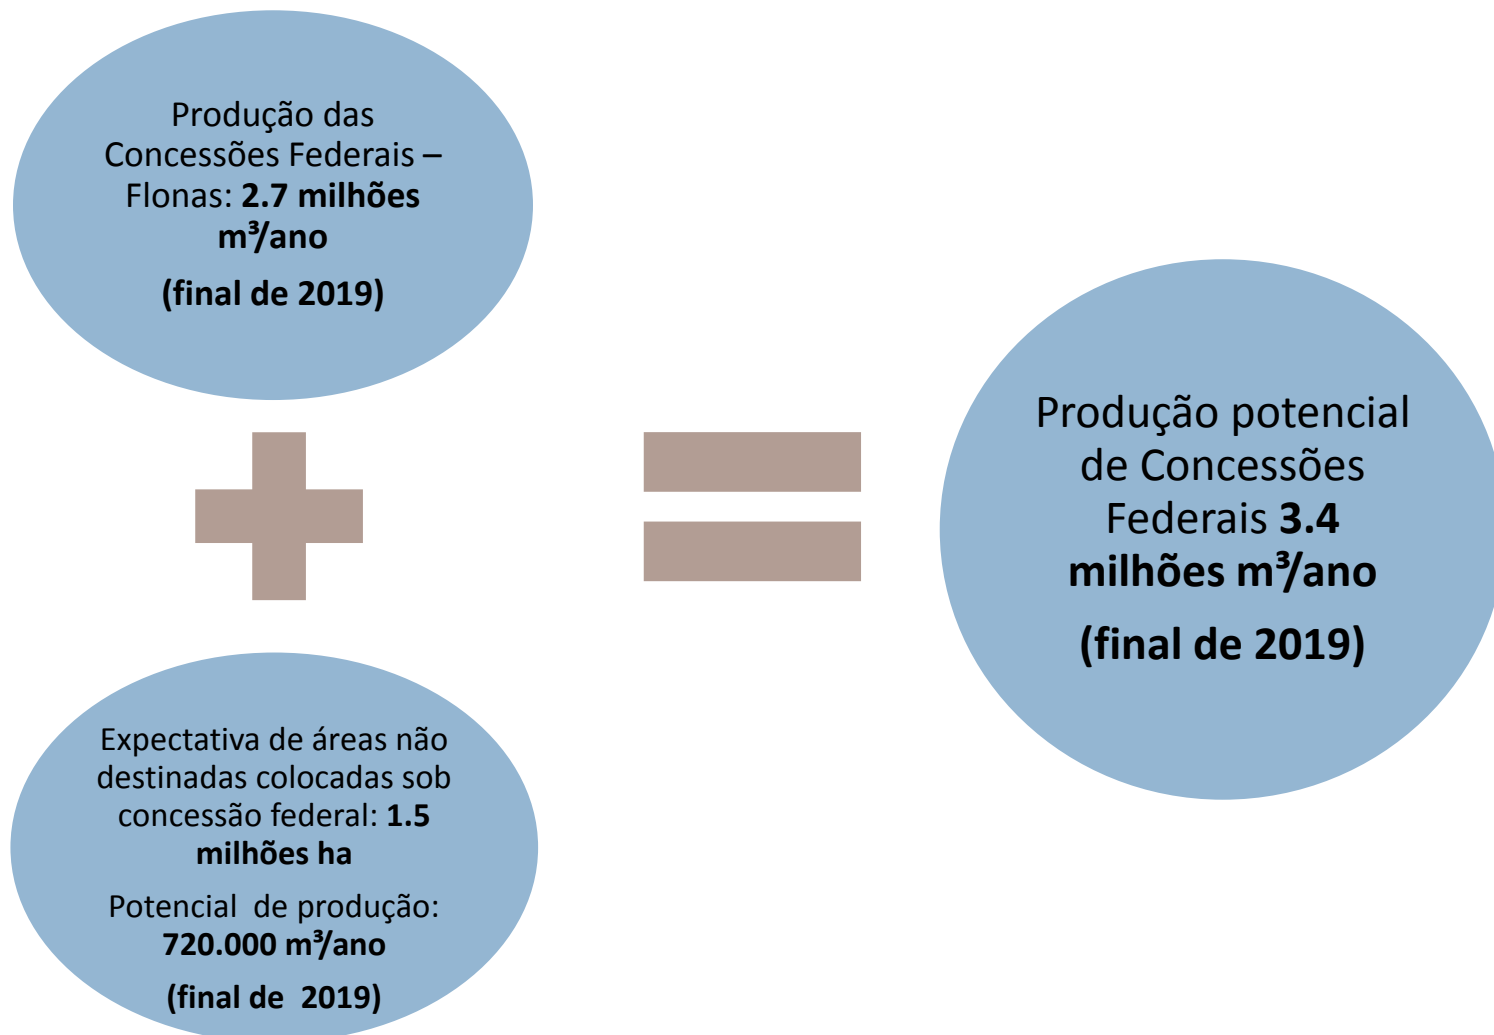 Produção das
Concessões Federais –
Flonas: 2.7 milhões
m³/ano
(final de 2019)
Expectativa de áreas não
destinadas colocadas sob
concessão federal: 1.5
milhões ha
Potencial  de produção:
720.000 m³/ano
(final de  2019)
Produção potencial
de Concessões
Federais 3.4
milhões m³/ano
(final de 2019)